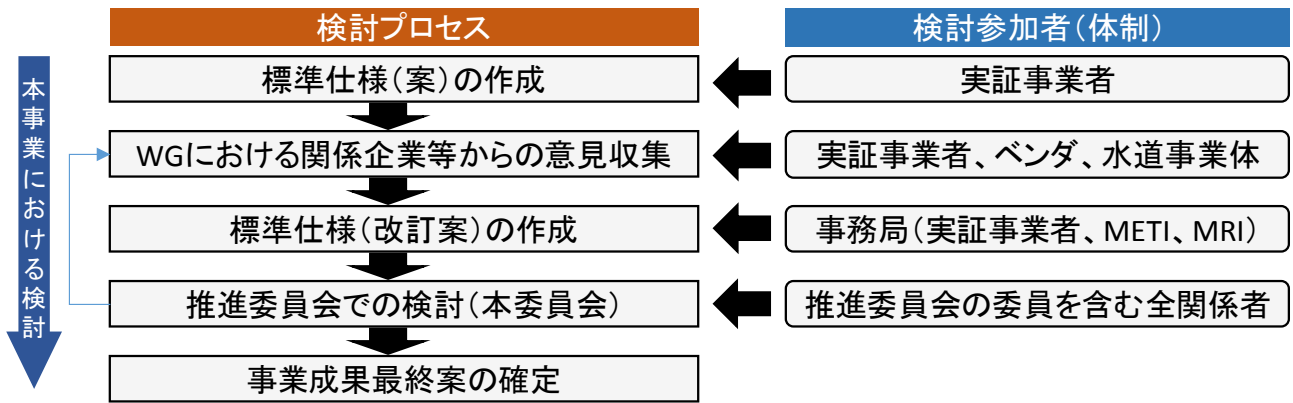 検討プロセス
検討参加者(体制)
本事業における検討
標準仕様(案)の作成
実証事業者
WGにおける関係企業等からの意見収集
実証事業者、ベンダ、水道事業体
標準仕様(改訂案)の作成
事務局(実証事業者、METI、MRI)
推進委員会での検討(本委員会)
推進委員会の委員を含む全関係者
事業成果最終案の確定